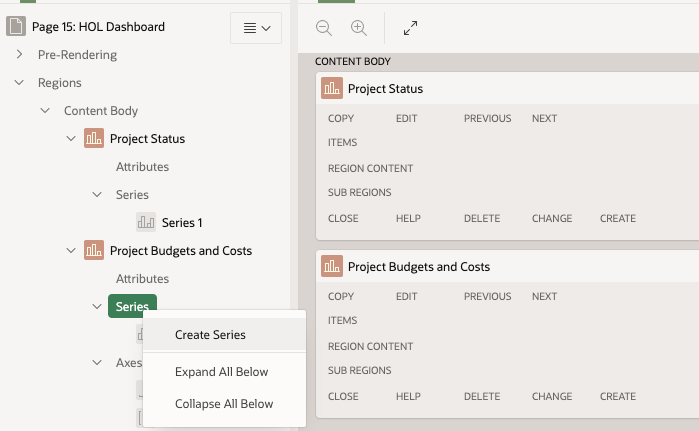 Page 15: HOL Dashboard
Pre-Rendering
Regions
Content Body
Project Status
Attributes
Series
Series 1
Project Budgets and Costs
Attributes
Series
Axes
Create Series
Expand All Below
Collapse All Below
CONTENT BODY
Project Status
COPY EDIT PREVIOUS NEXT
ITEMS
REGION CONTENT
SUB REGIONS
CLOSE HELP DELETE CHANGE CREATE
Project Budgets and Costs
COPY EDIT PREVIOUS NEXT
ITEMS
REGION CONTENT
SUB REGIONS
CLOSE HELP DELETE CHANGE CREATE